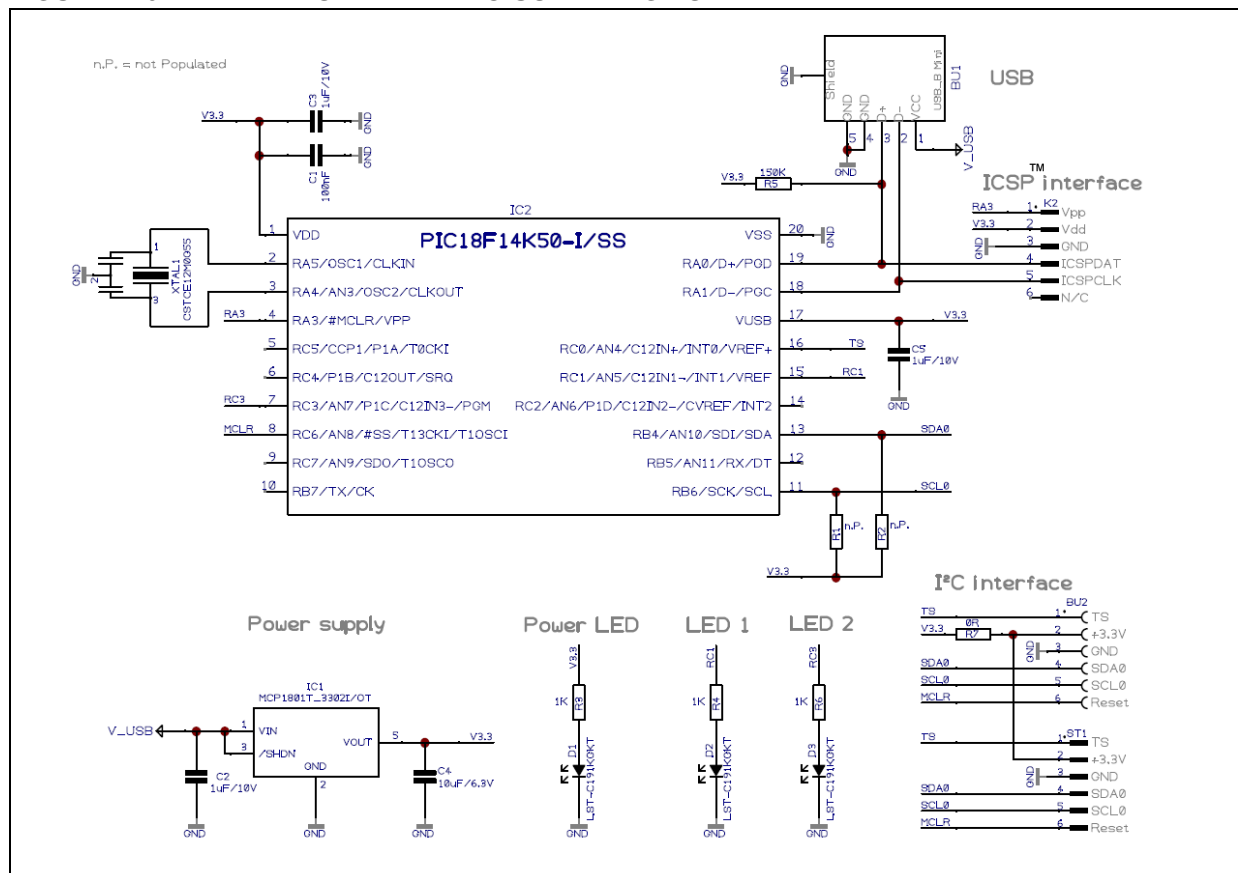 n.P. = not Populated
V3.3
C3
1uF/10V
GND
C1
100nF
GND
Shield
GND
GND
GND
D+
D-
VCC
USB_B Mini
BU1
USB
5
4
3
2
1
GND
V_USB
V3.3
150K
R5
ICSP™ interface
RA3
1
K2
Vpp
V3.3
2
Vdd
GND
3
GND
4
ICSPDAT
5
ICSPCLK
6
N/C
IC2
PIC18F14K50-I/SS
1
VDD
2
RA5/OSC1/CLKIN
3
RA4/AN3/OSC2/CLKOUT
RA3
4
RA3/#MCLR/VPP
5
RC5/CCP1/P1A/T0CKI
6
RC4/P1B/C12OUT/SRQ
RC3
7
RC3/AN7/P1C/C12IN3-/PGM
MCLR
8
RC6/AN8/#SS/T13CKI/T1OSCI
9
RC7/AN9/SDO/T1OSCO
10
RB7/TX/CK
VSS
20
GND
RA0/D+/PGD
19
RA1/D-/PGC
18
VUSB
17
V3.3
RC0/AN4/C12IN+/INT0/VREF+
16
TS
RC1/AN5/C12IN1-/INT1/VREF
15
RC1
RC2/AN6/P1D/C12IN2-/CVREF/INT2
14
RB4/AN10/SDI/SDA
13
SDA0
RB5/AN11/RX/DT
12
RB6/SCK/SCL
11
SCL0
C5
1uF/10V
GND
GND
1
2
3
XTAL1
CSTCE12M0G55
R1
n.P.
R2
n.P.
V3.3
Power supply
IC1
MCP1801T_3302I/OT
V_USB
1
VIN
3
/SHDN
VOUT
5
V3.3
GND
2
C2
1uF/10V
C4
10uF/6.3V
GND
GND
GND
Power LED
V3.3
1K
R3
D1
LST-C191KGKT
GND
LED 1
RC1
1K
R4
D2
LST-C191KGKT
GND
LED 2
RC3
1K
R6
D3
LST-C191KGKT
GND
I²C interface
TS
1
BU2
TS
V3.3
0R
R7
2
+3.3V
GND
3
GND
SDA0
4
SDA0
SCL0
5
SCL0
MCLR
6
Reset
TS
1
ST1
TS
2
+3.3V
GND
3
GND
SDA0
4
SDA0
SCL0
5
SCL0
MCLR
6
Reset